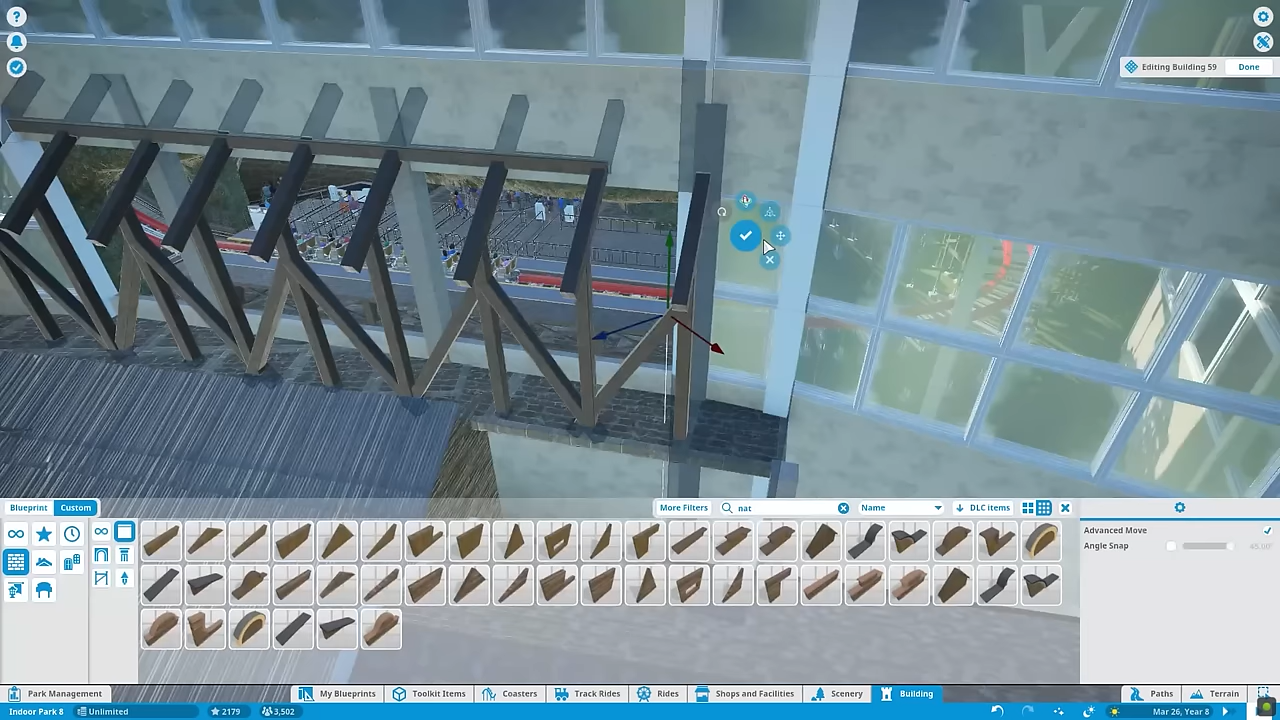 ?
Editing Building 59 Done
Blueprint Custom More Filters nat Name DLC items
Advanced Move
Angle Snap 45.00°
Park Management My Blueprints Toolkit Items Coasters Track Rides Rides Shops and Facilities Scenery Building Paths Terrain
Indoor Park 8 Unlimited 2179 3,502 Mar 26, Year 8